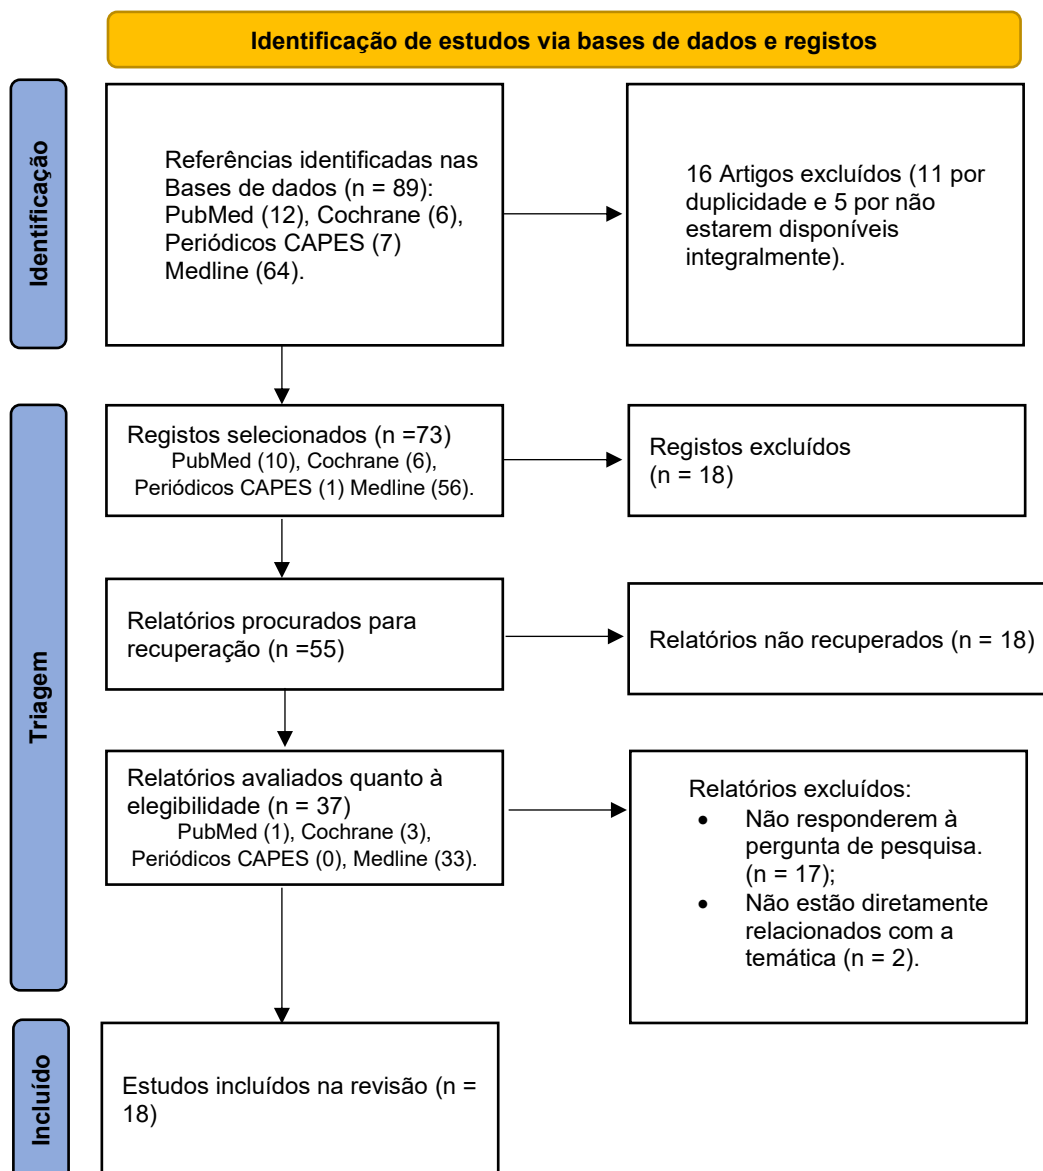 Identificação de estudos via bases de dados e registos
Identificação
Referências identificadas nas
Bases de dados (n = 89):
PubMed (12), Cochrane (6),
Periódicos CAPES (7)
Medline (64).
16 Artigos excluídos (11 por
duplicidade e 5 por não
estarem disponíveis
integralmente).
Triagem
Registos selecionados (n =73)
PubMed (10), Cochrane (6),
Periódicos CAPES (1) Medline (56).
Registos excluídos
(n = 18)
Relatórios procurados para
recuperação (n =55)
Relatórios não recuperados (n = 18)
Relatórios avaliados quanto à
elegibilidade (n = 37)
PubMed (1), Cochrane (3),
Periódicos CAPES (0), Medline (33).
Relatórios excluídos:
• Não responderem à
pergunta de pesquisa.
(n = 17);
• Não estão diretamente
relacionados com a
temática (n = 2).
Incluído
Estudos incluídos na revisão (n =
18)